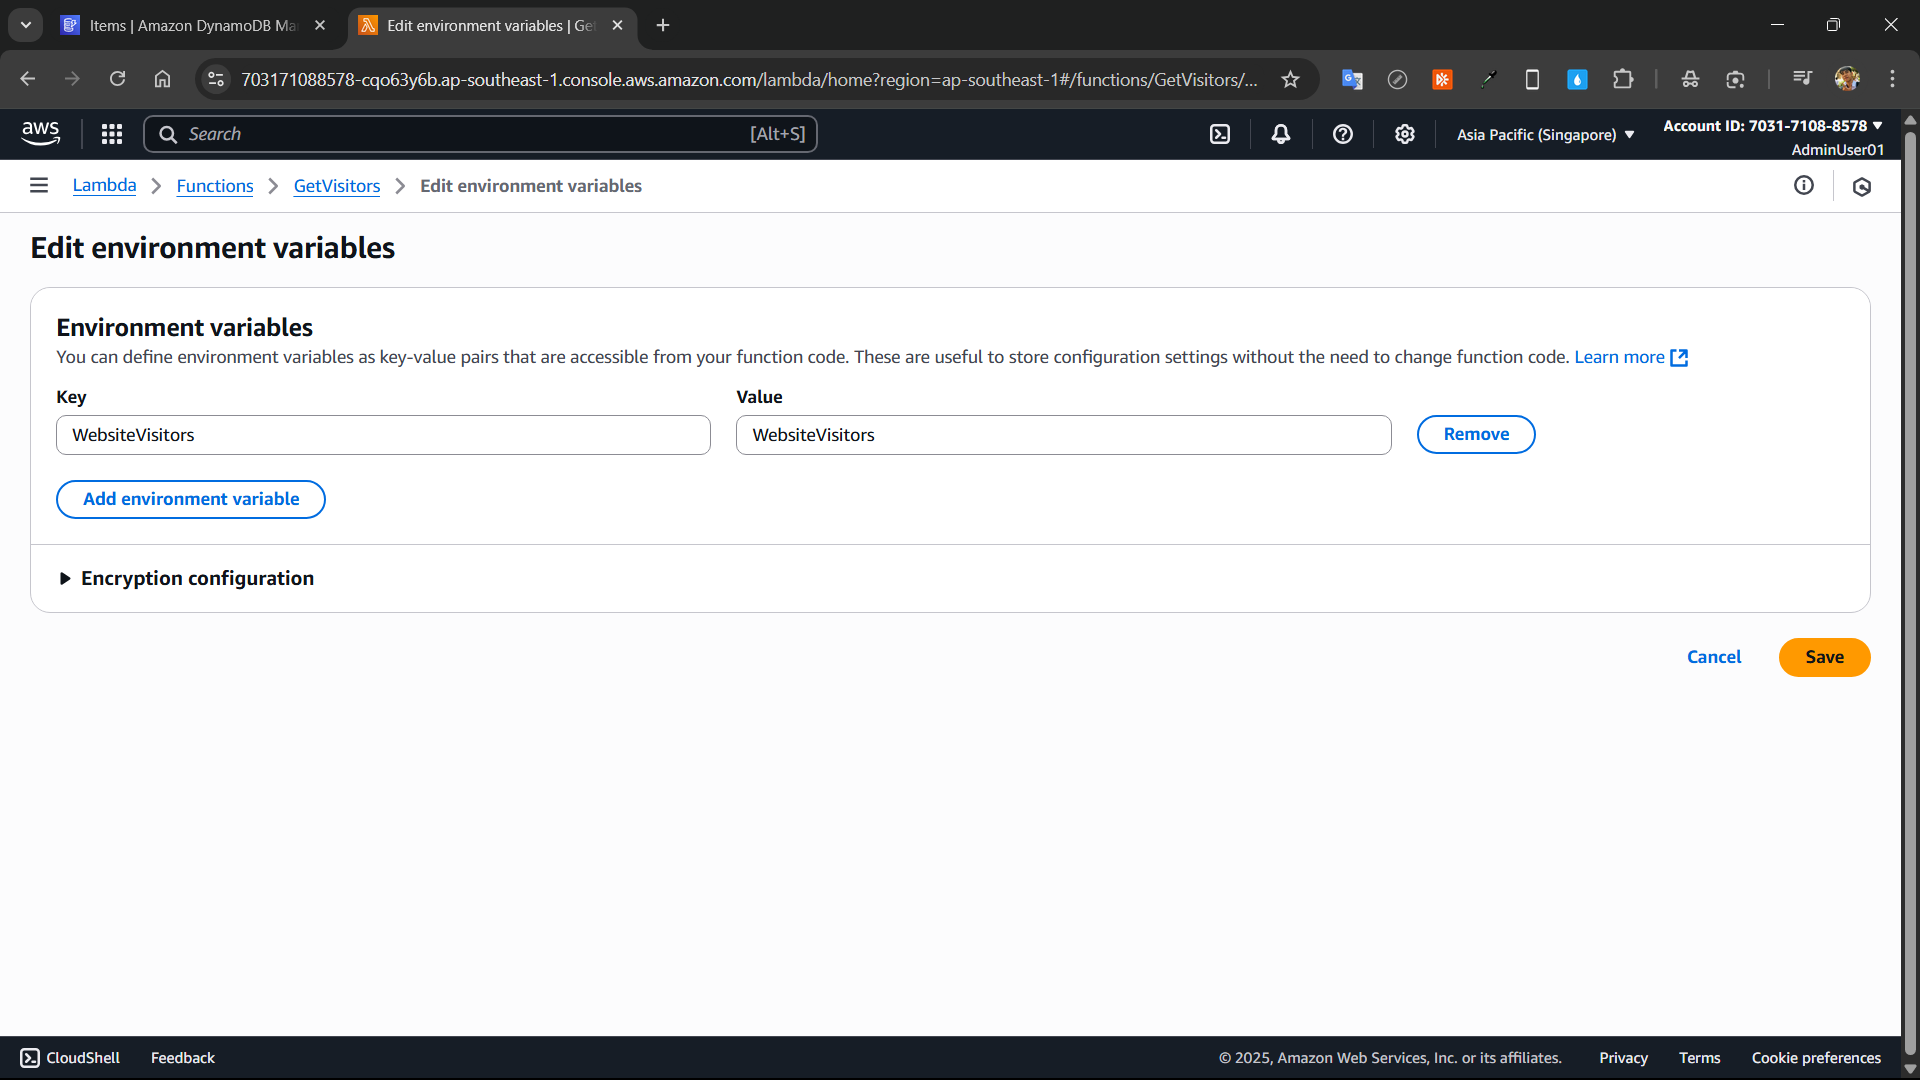 Items | Amazon DynamoDB Ma
Edit environment variables | Ge
703171088578-cqo63y6b.ap-southeast-1.console.aws.amazon.com/lambda/home?region=ap-southeast-1#/functions/GetVisitors/...
aws
Search
[Alt+S]
Asia Pacific (Singapore)
Account ID: 7031-7108-8578
AdminUser01
Lambda
Functions
GetVisitors
Edit environment variables
Edit environment variables
Environment variables
You can define environment variables as key-value pairs that are accessible from your function code. These are useful to store configuration settings without the need to change function code. Learn more
Key
Value
WebsiteVisitors
WebsiteVisitors
Remove
Add environment variable
Encryption configuration
Cancel
Save
CloudShell
Feedback
© 2025, Amazon Web Services, Inc. or its affiliates.
Privacy
Terms
Cookie preferences